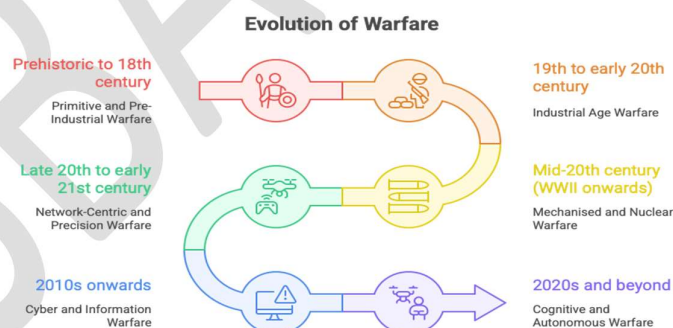 Evolution of Warfare
Prehistoric to 18th
century
Primitive and Pre-
Industrial Warfare
19th to early 20th
century
Industrial Age Warfare
Late 20th to early
21st century
Network-Centric and
Precision Warfare
Mid-20th century
(WWII onwards)
Mechanised and Nuclear
Warfare
2010s onwards
Cyber and Information
Warfare
2020s and beyond
Cognitive and
Autonomous Warfare